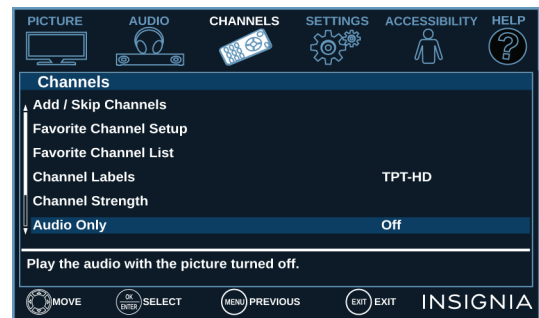 PICTURE AUDIO CHANNELS SETTINGS ACCESSIBILITY HELP
?
Channels
Add / Skip Channels
Favorite Channel Setup
Favorite Channel List
Channel Labels TPT-HD
Channel Strength
Audio Only Off
Play the audio with the picture turned off.
MOVE OK ENTER SELECT MENU PREVIOUS EXIT EXIT INSIGNIA